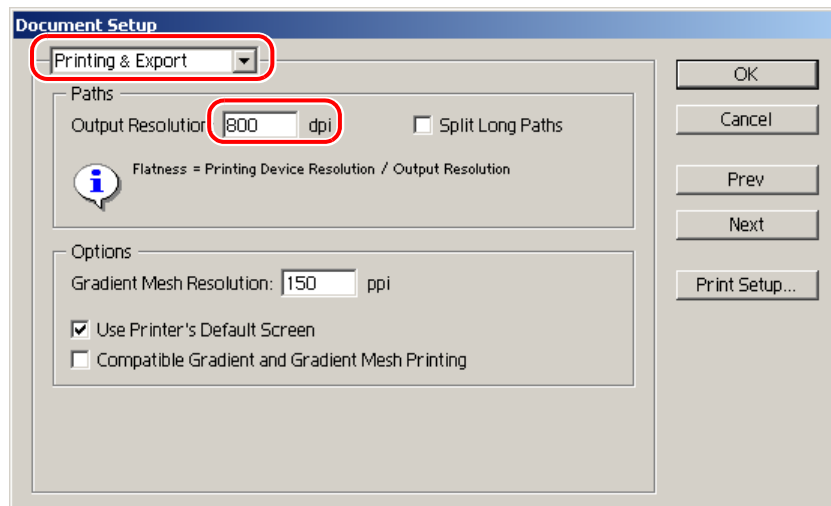 Document Setup
Printing & Export
OK
Paths
Output Resolution 800 dpi Split Long Paths
Cancel
Flatness = Printing Device Resolution / Output Resolution
Prev
Next
Options
Gradient Mesh Resolution: 150 ppi
Print Setup...
Use Printer's Default Screen
Compatible Gradient and Gradient Mesh Printing